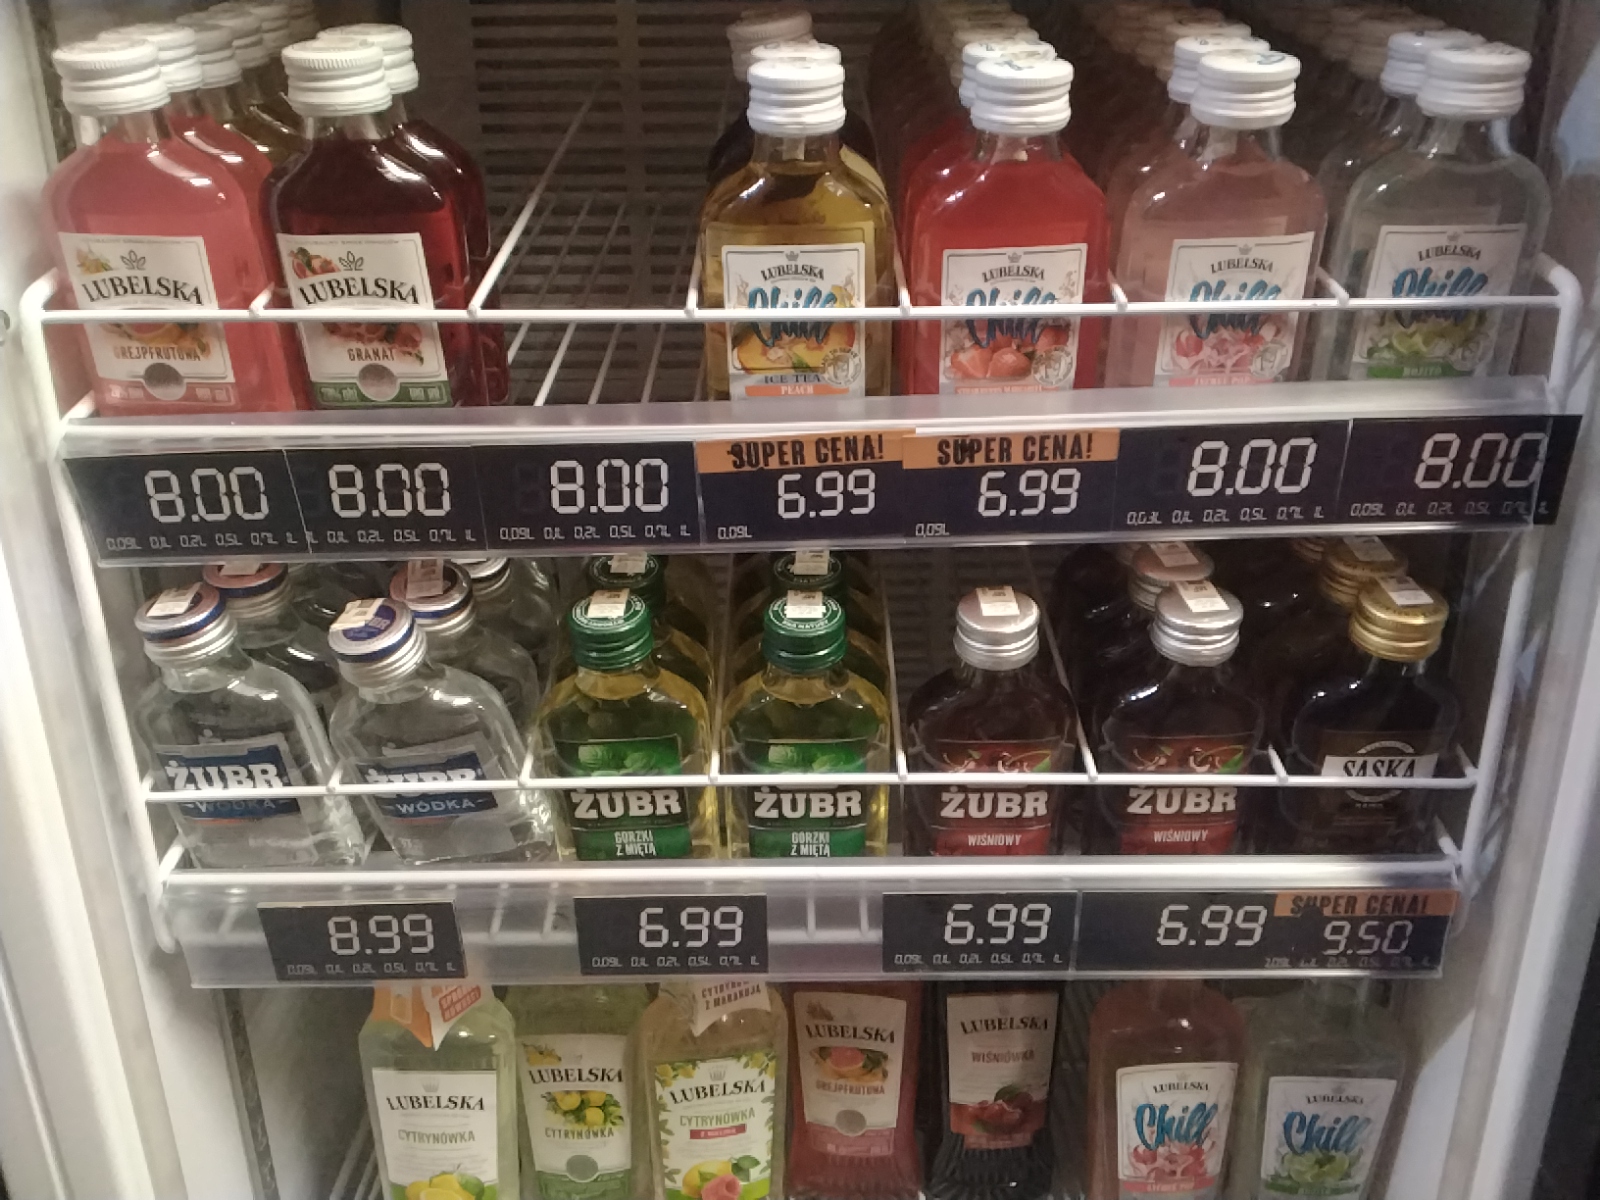 LUBELSKA
GREJPFRUTOWA
LUBELSKA
GRANAT
LUBELSKA
Chill
ICE TEA
PEACH
LUBELSKA
Chill
LUBELSKA
Chill
LUBELSKA
Chill
MOJITO
8.00
0,09L 0,1L 0,2L 0,5L 0,7L 1L
8.00
0,1L 0,2L 0,5L 0,7L 1L
8.00
0,09L 0,1L 0,2L 0,5L 0,7L 1L
SUPER CENA!
6.99
0,09L
SUPER CENA!
6.99
0,09L
8.00
0,1L 0,2L 0,5L 0,7L 1L
8.00
0,09L 0,1L 0,2L 0,5L 0,7L 1L
ŻUBR
WÓDKA
ŻUBR
WÓDKA
ŻUBR
GORZKI
Z MIĘTĄ
ŻUBR
GORZKI
Z MIĘTĄ
ŻUBR
WIŚNIOWY
ŻUBR
WIŚNIOWY
SASKA
8.99
0,09L 0,1L 0,2L 0,5L 0,7L 1L
6.99
0,09L 0,1L 0,2L 0,5L 0,7L 1L
6.99
0,09L 0,1L 0,2L 0,5L 0,7L 1L
6.99
SUPER CENA!
9.50
LUBELSKA
CYTRYNÓWKA
LUBELSKA
CYTRYNÓWKA
Z MARAKUJĄ
LUBELSKA
CYTRYNÓWKA
LUBELSKA
GREJPFRUTOWA
LUBELSKA
WIŚNIÓWKA
LUBELSKA
Chill
LUBELSKA
Chill